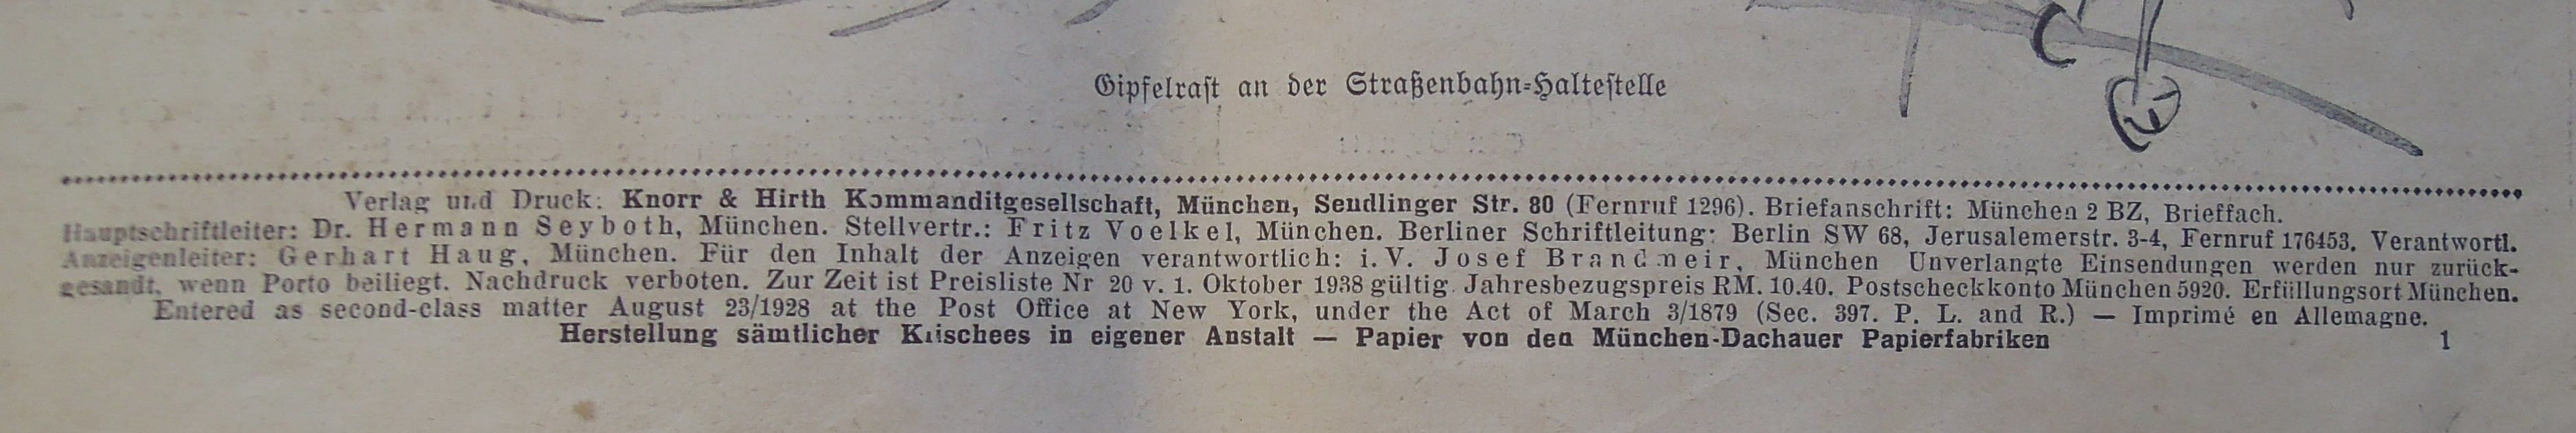 Gipfelraſt an der Straßenbahn-Halteſtelle
Verlag und Druck: Knorr & Hirth Kommanditgesellschaft, München, Sendlinger Str. 80 (Fernruf 1296). Briefanschrift: München 2 BZ, Brieffach.
Hauptschriftleiter: Dr. Hermann Seyboth, München. Stellvertr.: Fritz Voelkel, München. Berliner Schriftleitung: Berlin SW 68, Jerusalemerstr. 3-4, Fernruf 176453. Verantwortl.
Anzeigenleiter: Gerhart Haug, München. Für den Inhalt der Anzeigen verantwortlich: i. V. Josef Brandmeir, München Unverlangte Einsendungen werden nur zurück-
gesandt, wenn Porto beiliegt. Nachdruck verboten. Zur Zeit ist Preisliste Nr 20 v. 1. Oktober 1938 gültig. Jahresbezugspreis RM. 10.40. Postscheckkonto München 5920. Erfüllungsort München.
Entered as second-class matter August 23/1928 at the Post Office at New York, under the Act of March 3/1879 (Sec. 397. P. L. and R.) — Imprimé en Allemagne.
Herstellung sämtlicher Klischees in eigener Anstalt — Papier von den München-Dachauer Papierfabriken 1